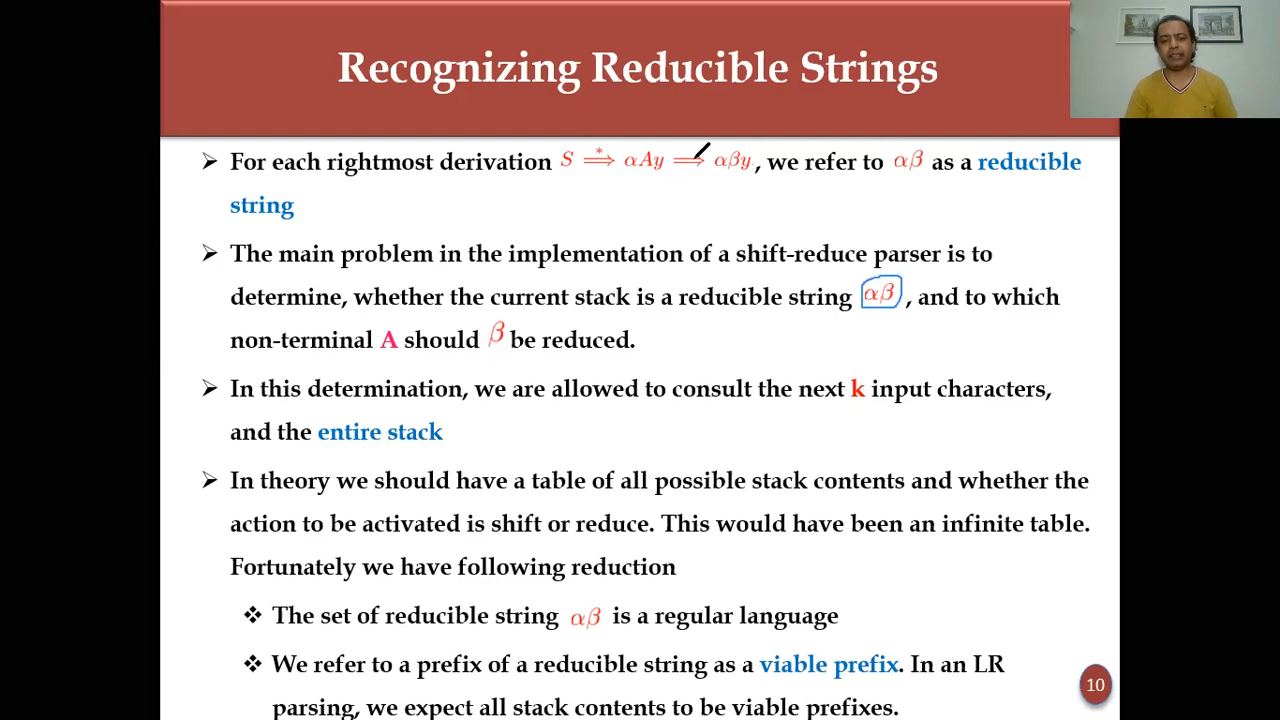 Recognizing Reducible Strings
➢ For each rightmost derivation S ⇒* αAy ⇒ αβy, we refer to αβ as a reducible
string
➢ The main problem in the implementation of a shift-reduce parser is to
determine, whether the current stack is a reducible string αβ, and to which
non-terminal A should β be reduced.
➢ In this determination, we are allowed to consult the next k input characters,
and the entire stack
➢ In theory we should have a table of all possible stack contents and whether the
action to be activated is shift or reduce. This would have been an infinite table.
Fortunately we have following reduction
❖ The set of reducible string αβ is a regular language
❖ We refer to a prefix of a reducible string as a viable prefix. In an LR
parsing, we expect all stack contents to be viable prefixes.
10